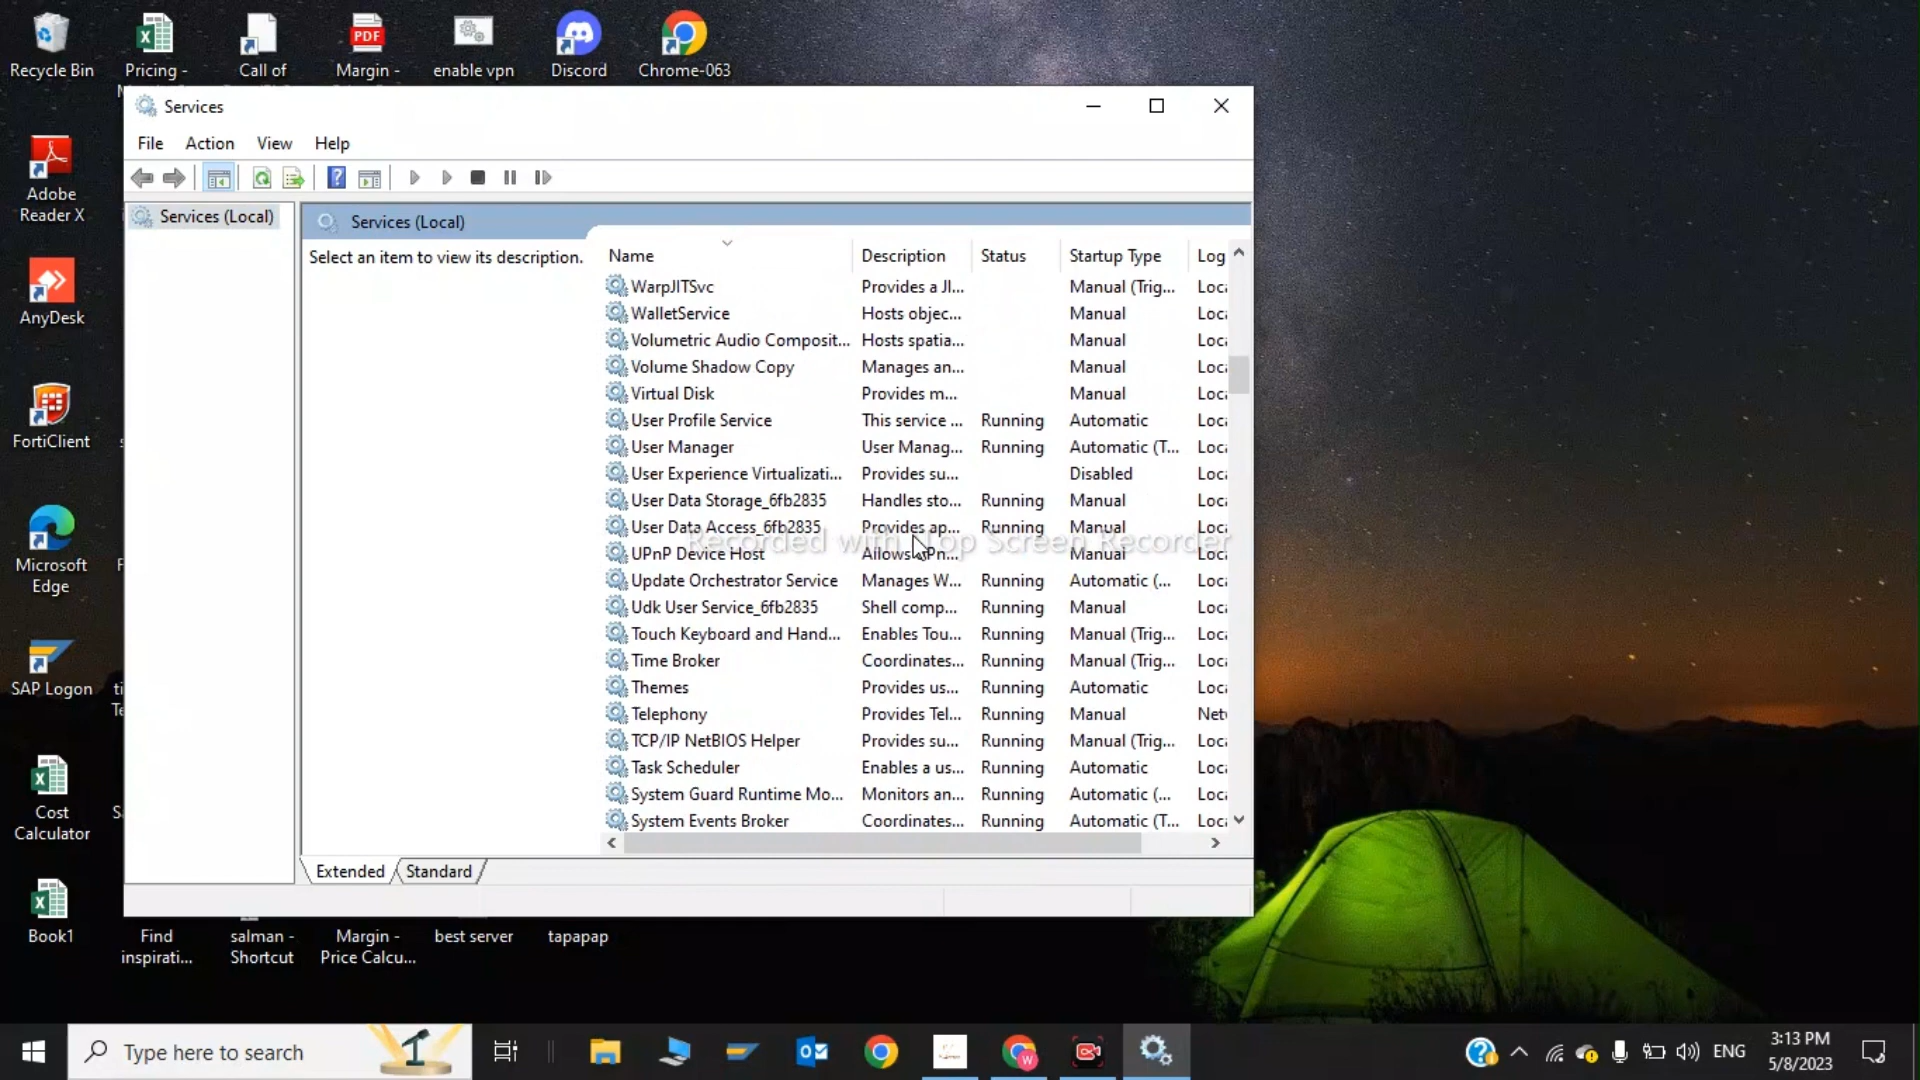 Recycle Bin
Pricing -
Call of
PDF
Margin -
enable vpn
Discord
Chrome-063
Services
File Action View Help
Services (Local)
Services (Local)
Select an item to view its description.
Name Description Status Startup Type Log
WarpJITSvc Provides a JI... Manual (Trig... Loca
WalletService Hosts objec... Manual Loca
Volumetric Audio Composit... Hosts spatia... Manual Loca
Volume Shadow Copy Manages an... Manual Loca
Virtual Disk Provides m... Manual Loca
User Profile Service This service ... Running Automatic Loca
User Manager User Manag... Running Automatic (T... Loca
User Experience Virtualizati... Provides su... Disabled Loca
User Data Storage_6fb2835 Handles sto... Running Manual Loca
User Data Access_6fb2835 Provides ap... Running Manual Loca
Recorded with iTop Screen Recorder
UPnP Device Host Allows UPn... Manual Loca
Update Orchestrator Service Manages W... Running Automatic (... Loca
Udk User Service_6fb2835 Shell comp... Running Manual Loca
Touch Keyboard and Hand... Enables Tou... Running Manual (Trig... Loca
Time Broker Coordinates... Running Manual (Trig... Loca
Themes Provides us... Running Automatic Loca
Telephony Provides Tel... Running Manual Netw
TCP/IP NetBIOS Helper Provides su... Running Manual (Trig... Loca
Task Scheduler Enables a us... Running Automatic Loca
System Guard Runtime Mo... Monitors an... Running Automatic (... Loca
System Events Broker Coordinates... Running Automatic (T... Loca
Extended Standard
Adobe
Reader X
AnyDesk
FortiClient
Microsoft
Edge
SAP Logon
Cost
Calculator
Book1
Find
inspirati...
salman -
Shortcut
Margin -
Price Calcu...
best server
tapapap
Type here to search
ENG
3:13 PM
5/8/2023